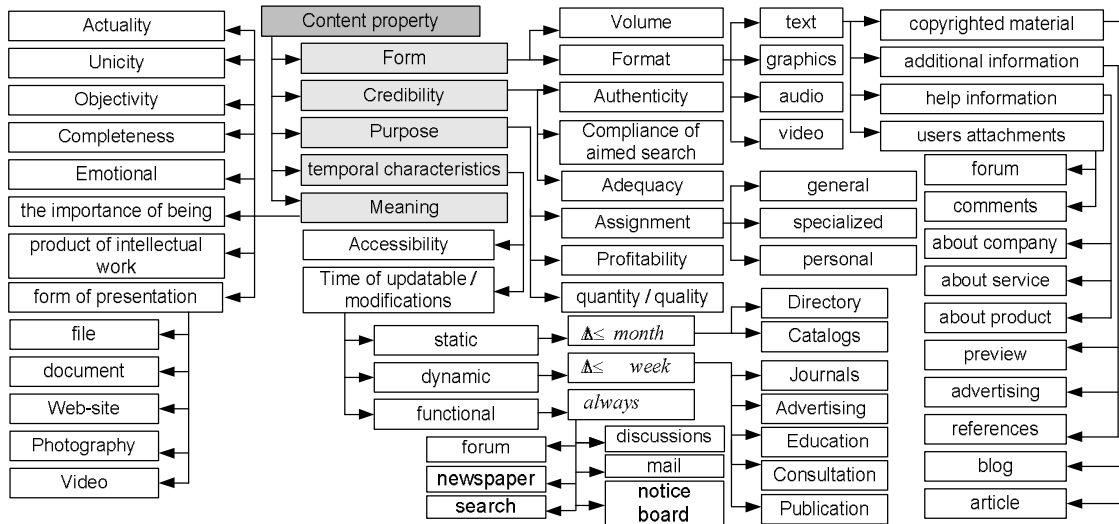 Content property
Form
Credibility
Purpose
temporal characteristics
Meaning
Actuality
Unicity
Objectivity
Completeness
Emotional
the importance of being
product of intellectual
work
form of presentation
file
document
Web-site
Photography
Video
Accessibility
Time of updatable /
modifications
static
dynamic
functional
≤ month
≤ week
always
forum
newspaper
search
discussions
mail
notice
board
Volume
Format
Authenticity
Compliance of
aimed search
Adequacy
Assignment
Profitability
quantity / quality
text
graphics
audio
video
general
specialized
personal
Directory
Catalogs
Journals
Advertising
Education
Consultation
Publication
copyrighted material
additional information
help information
users attachments
forum
comments
about company
about service
about product
preview
advertising
references
blog
article